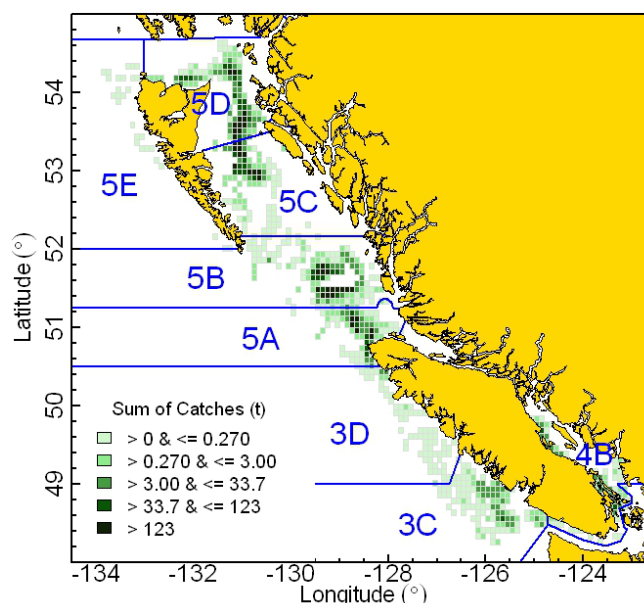 54
53
52
51
50
49
Latitude (°)
5D
5E
5C
5B
5A
3D
4B
3C
Sum of Catches (t)
> 0 & <= 0.270
> 0.270 & <= 3.00
> 3.00 & <= 33.7
> 33.7 & <= 123
> 123
-134 -132 -130 -128 -126 -124
Longitude (°)